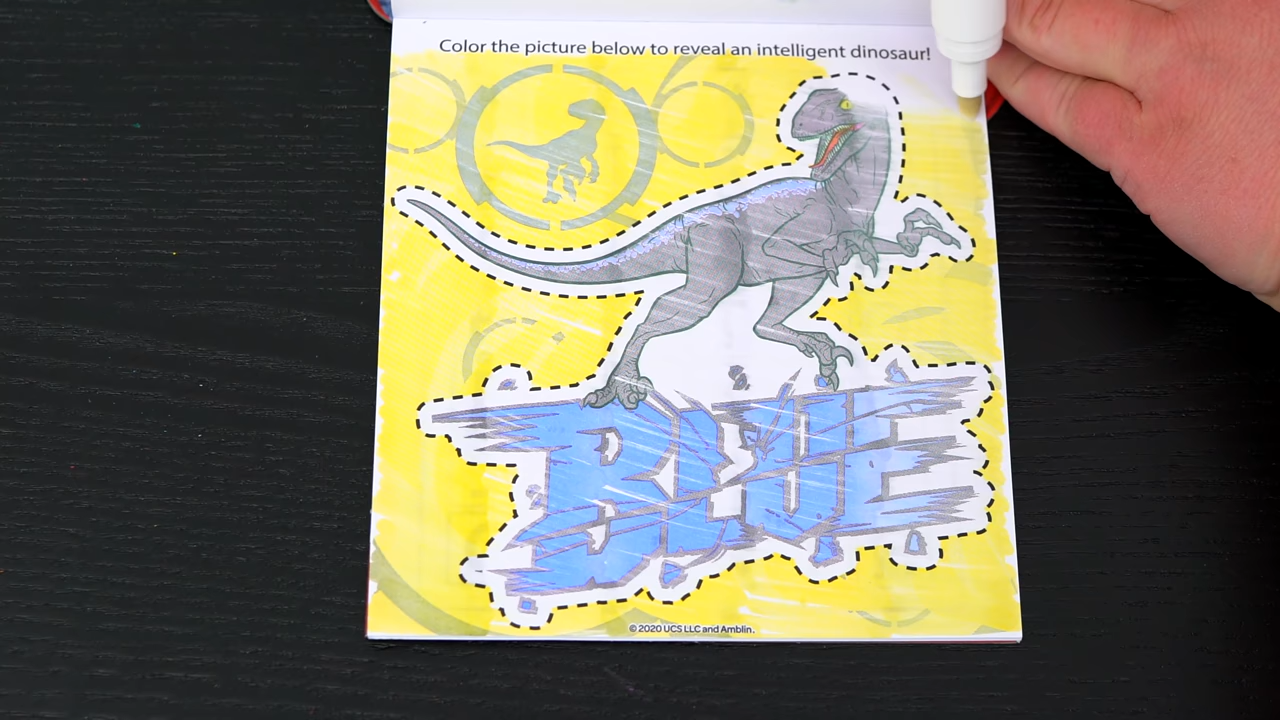 Color the picture below to reveal an intelligent dinosaur!
BLUE
© 2020 UCS LLC and Amblin.